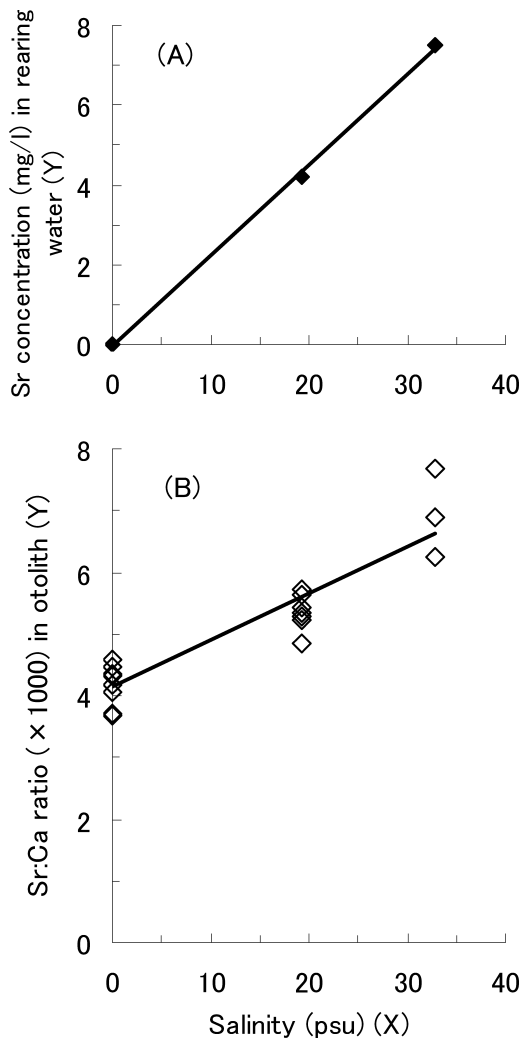 Sr concentration (mg/l) in rearing
water (Y)
(A)
8
6
4
2
0
0 10 20 30 40
Sr:Ca ratio (×1000) in otolith (Y)
(B)
8
6
4
2
0
0 10 20 30 40
Salinity (psu) (X)